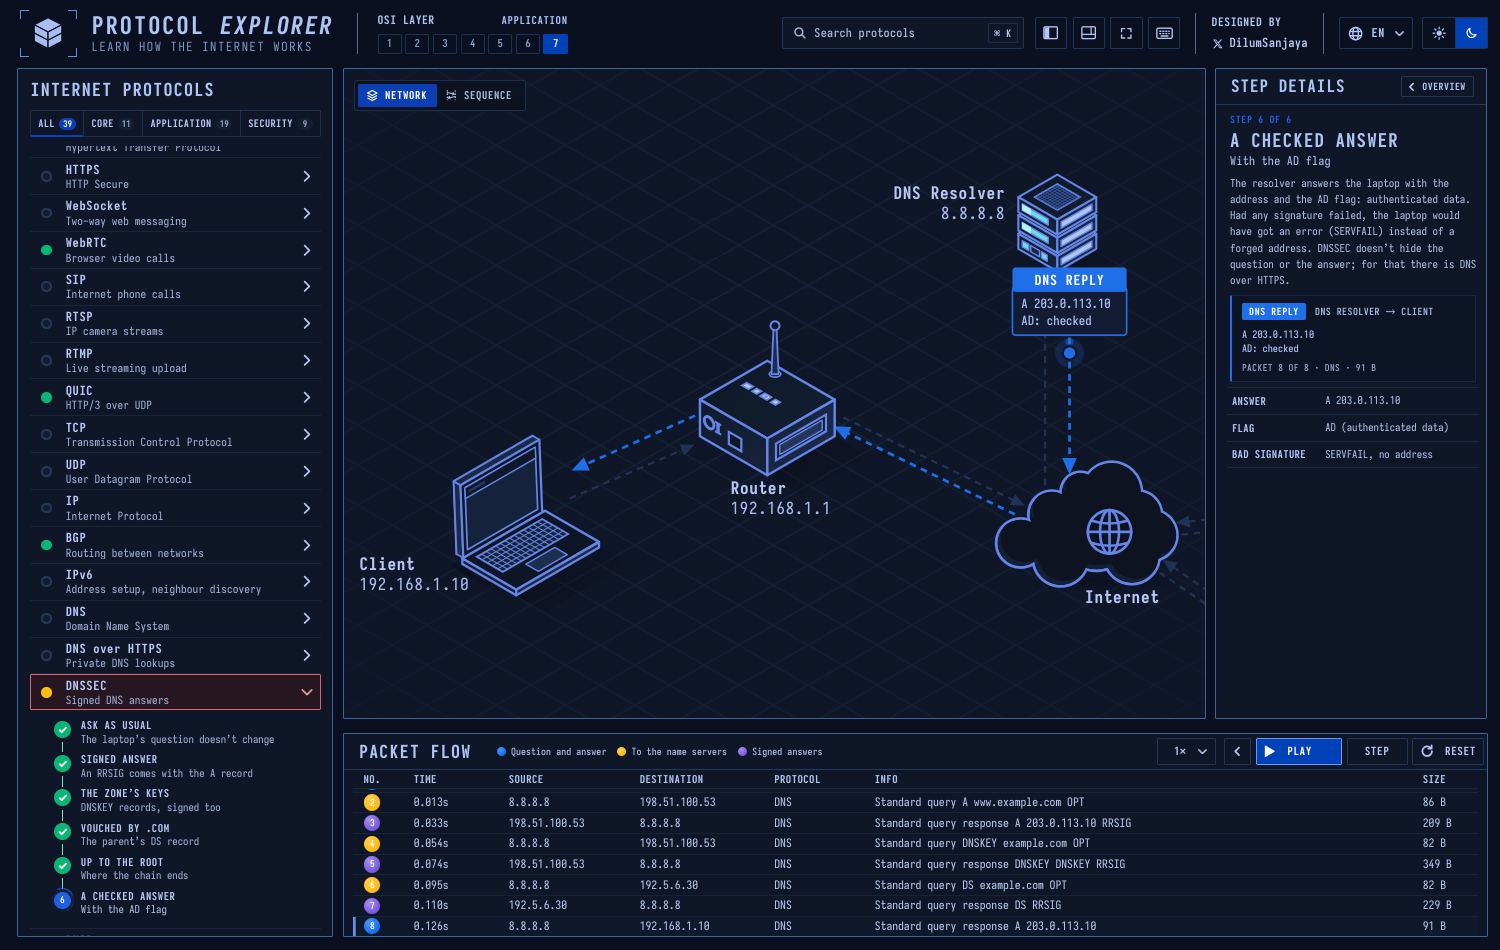 PROTOCOL EXPLORER
LEARN HOW THE INTERNET WORKS
OSI LAYER
APPLICATION
1 2 3 4 5 6 7
Search protocols
⌘ K
DESIGNED BY
DilumSanjaya
EN
INTERNET PROTOCOLS
ALL 39
CORE 11
APPLICATION 19
SECURITY 9
Hypertext Transfer Protocol
HTTPS
HTTP Secure
WebSocket
Two-way web messaging
WebRTC
Browser video calls
SIP
Internet phone calls
RTSP
IP camera streams
RTMP
Live streaming upload
QUIC
HTTP/3 over UDP
TCP
Transmission Control Protocol
UDP
User Datagram Protocol
IP
Internet Protocol
BGP
Routing between networks
IPv6
Address setup, neighbour discovery
DNS
Domain Name System
DNS over HTTPS
Private DNS lookups
DNSSEC
Signed DNS answers
ASK AS USUAL
The laptop’s question doesn’t change
SIGNED ANSWER
An RRSIG comes with the A record
THE ZONE’S KEYS
DNSKEY records, signed too
VOUCHED BY .COM
The parent’s DS record
UP TO THE ROOT
Where the chain ends
6
A CHECKED ANSWER
With the AD flag
NETWORK
SEQUENCE
DNS Resolver
8.8.8.8
DNS REPLY
A 203.0.113.10
AD: checked
Router
192.168.1.1
Client
192.168.1.10
Internet
STEP DETAILS
OVERVIEW
STEP 6 OF 6
A CHECKED ANSWER
With the AD flag
The resolver answers the laptop with the
address and the AD flag: authenticated data.
Had any signature failed, the laptop would
have got an error (SERVFAIL) instead of a
forged address. DNSSEC doesn’t hide the
question or the answer; for that there is DNS
over HTTPS.
DNS REPLY DNS RESOLVER → CLIENT
A 203.0.113.10
AD: checked
PACKET 8 OF 8 · DNS · 91 B
ANSWER A 203.0.113.10
FLAG AD (authenticated data)
BAD SIGNATURE SERVFAIL, no address
PACKET FLOW
Question and answer
To the name servers
Signed answers
1×
PLAY
STEP
RESET
NO. TIME SOURCE DESTINATION PROTOCOL INFO SIZE
2 0.013s 8.8.8.8 198.51.100.53 DNS Standard query A www.example.com OPT 86 B
3 0.033s 198.51.100.53 8.8.8.8 DNS Standard query response A 203.0.113.10 RRSIG 209 B
4 0.054s 8.8.8.8 198.51.100.53 DNS Standard query DNSKEY example.com OPT 82 B
5 0.074s 198.51.100.53 8.8.8.8 DNS Standard query response DNSKEY DNSKEY RRSIG 349 B
6 0.095s 8.8.8.8 192.5.6.30 DNS Standard query DS example.com OPT 82 B
7 0.110s 192.5.6.30 8.8.8.8 DNS Standard query response DS RRSIG 229 B
8 0.126s 8.8.8.8 192.168.1.10 DNS Standard query response A 203.0.113.10 91 B